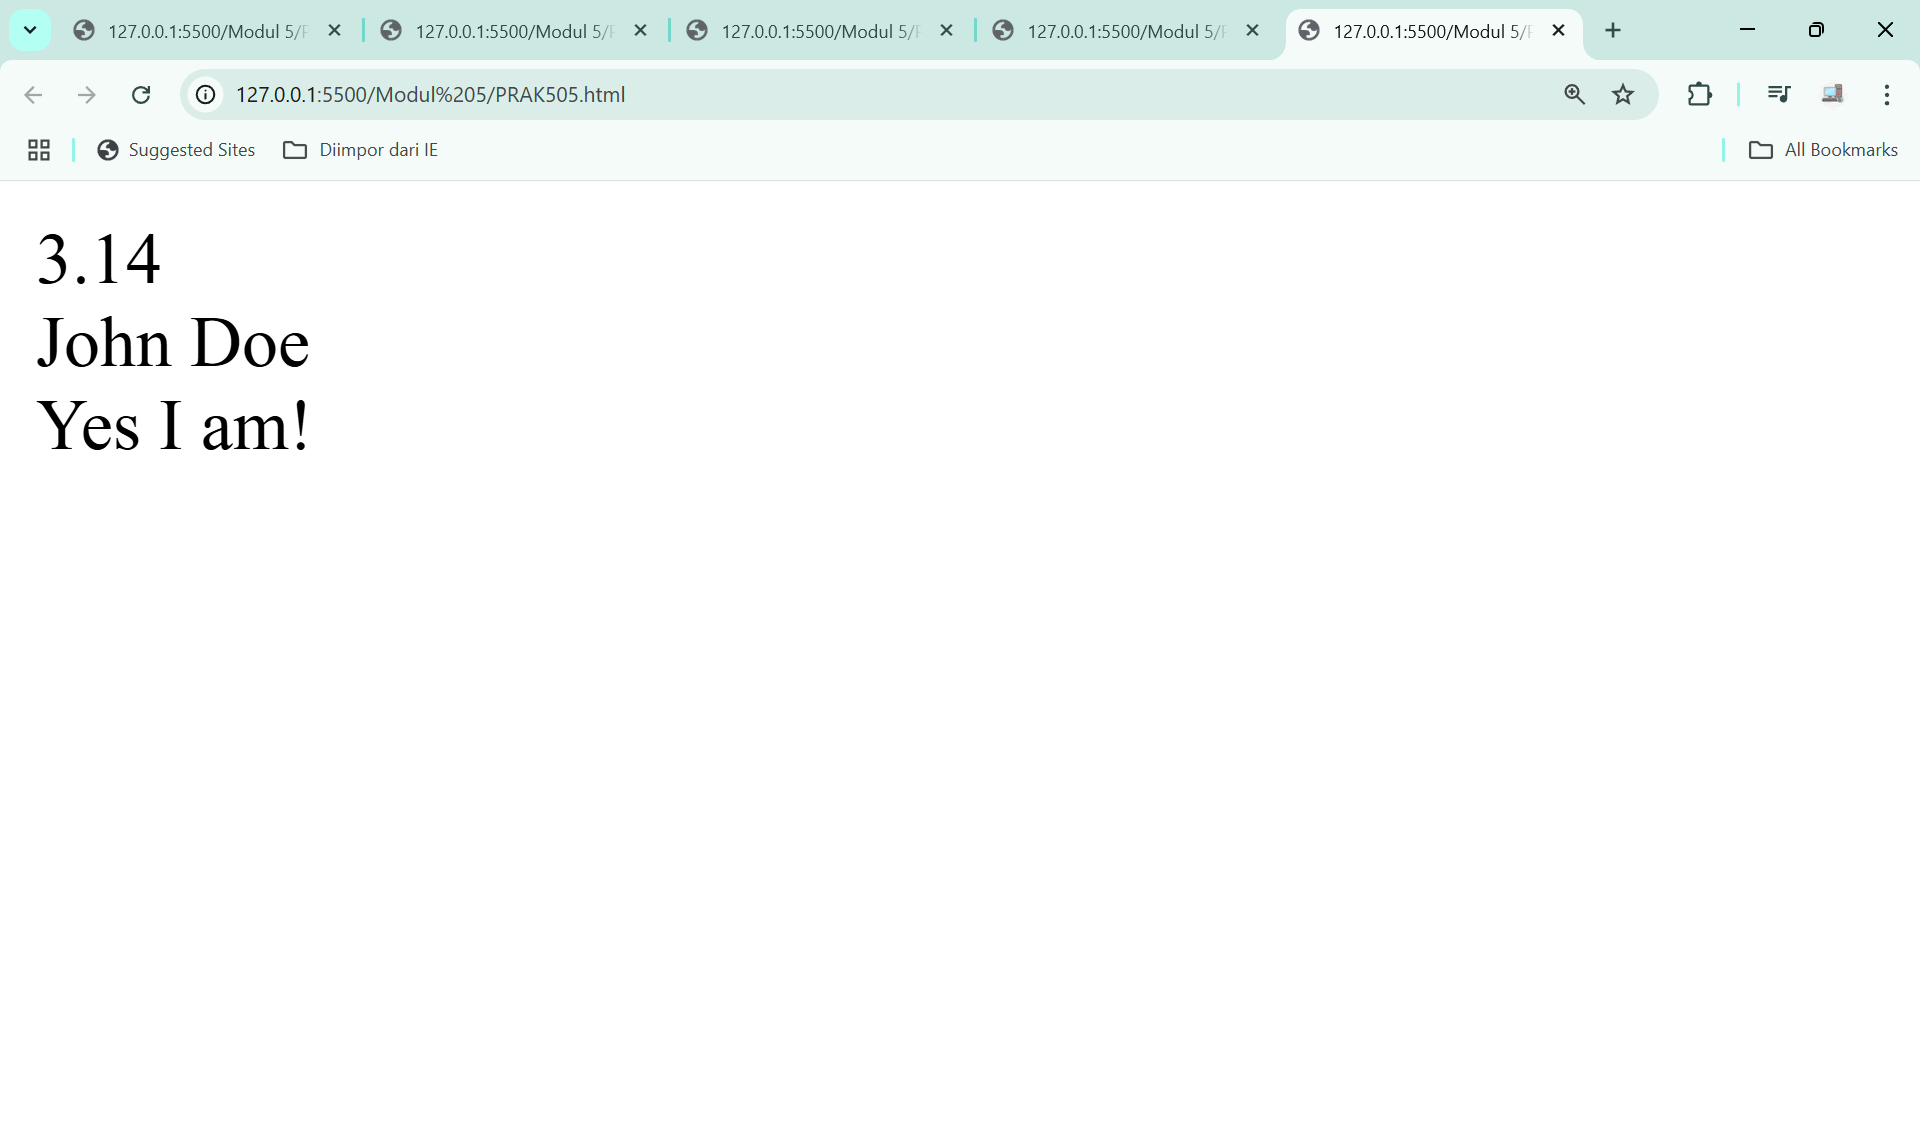 127.0.0.1:5500/Modul 5/ 127.0.0.1:5500/Modul 5/ 127.0.0.1:5500/Modul 5/ 127.0.0.1:5500/Modul 5/ 127.0.0.1:5500/Modul 5/
127.0.0.1:5500/Modul%205/PRAK505.html
Suggested Sites Diimpor dari IE All Bookmarks
3.14
John Doe
Yes I am!